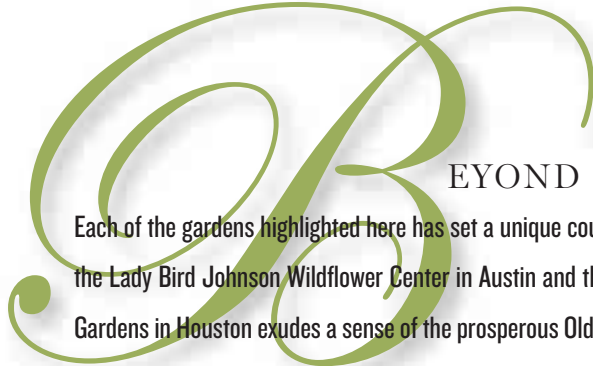 BEYOND
Each of the gardens highlighted here has set a unique cou
the Lady Bird Johnson Wildflower Center in Austin and th
Gardens in Houston exudes a sense of the prosperous Old